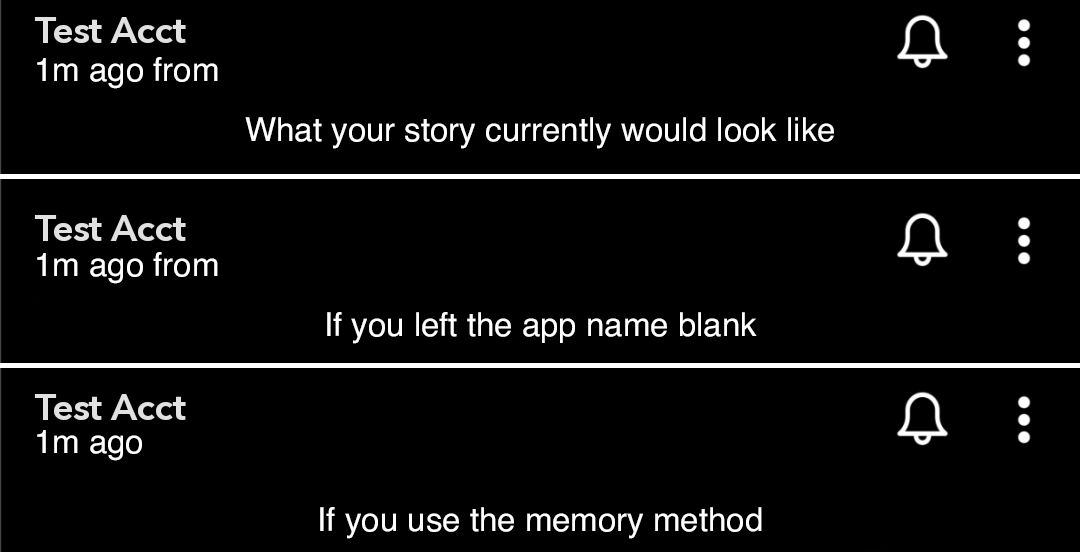 Test Acct
1m ago from
What your story currently would look like
Test Acct
1m ago from
If you left the app name blank
Test Acct
1m ago
If you use the memory method